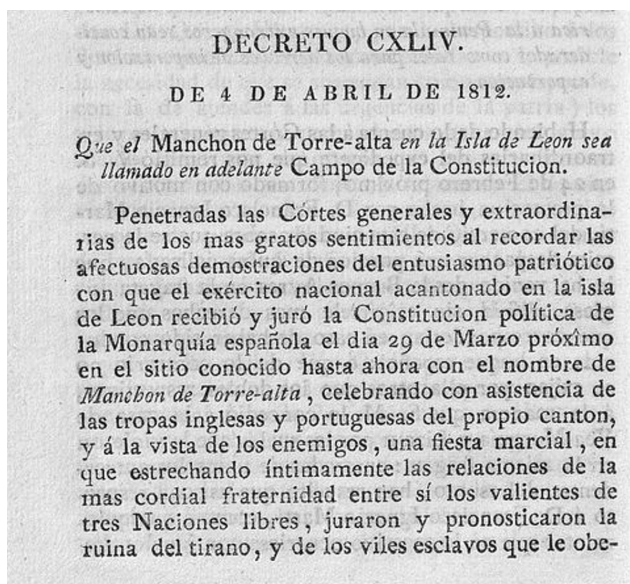 DECRETO CXLIV.
DE 4 DE ABRIL DE 1812.
Que el Manchon de Torre-alta en la Isla de Leon sea
llamado en adelante Campo de la Constitucion.
Penetradas las Córtes generales y extraordina-
rias de los mas gratos sentimientos al recordar las
afectuosas demostraciones del entusiasmo patriótico
con que el exército nacional acantonado en la isla
de Leon recibió y juró la Constitucion política de
la Monarquía española el dia 29 de Marzo próximo
en el sitio conocido hasta ahora con el nombre de
Manchon de Torre-alta, celebrando con asistencia de
las tropas inglesas y portuguesas del propio canton,
y á la vista de los enemigos, una fiesta marcial, en
que estrechando íntimamente las relaciones de la
mas cordial fraternidad entre sí los valientes de
tres Naciones libres, juraron y pronosticaron la
ruina del tirano, y de los viles esclavos que le obe-